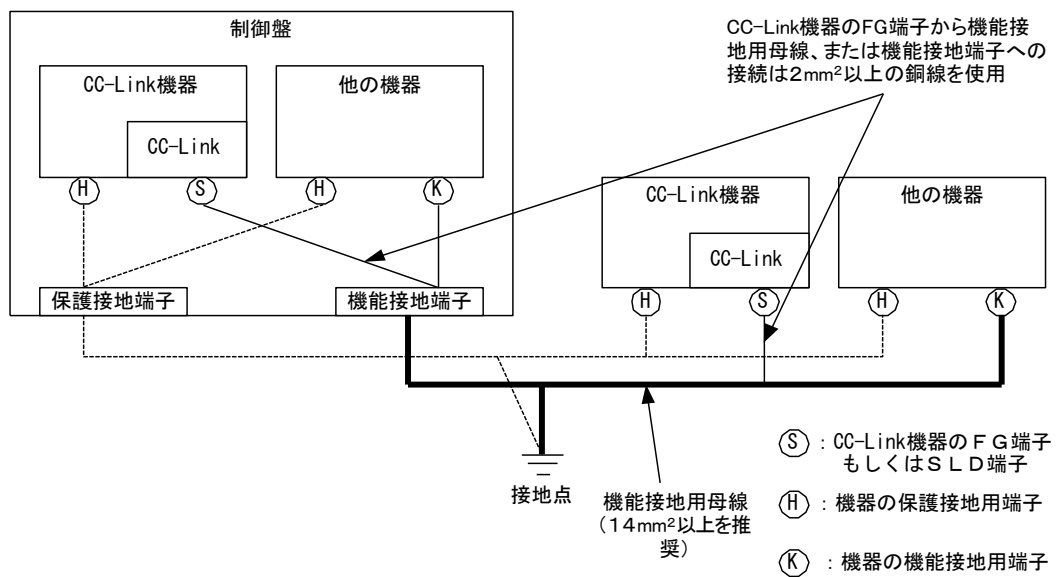 制御盤
CC-Link機器のFG端子から機能接
地用母線、または機能接地端子への
接続は2mm²以上の銅線を使用
CC-Link機器
他の機器
CC-Link
H
S
H
K
CC-Link機器
他の機器
CC-Link
保護接地端子
機能接地端子
H
S
H
K
接地点
機能接地用母線
(14mm²以上を推
奨)
S :CC-Link機器のFG端子
もしくはSLD端子
H :機器の保護接地用端子
K :機器の機能接地用端子